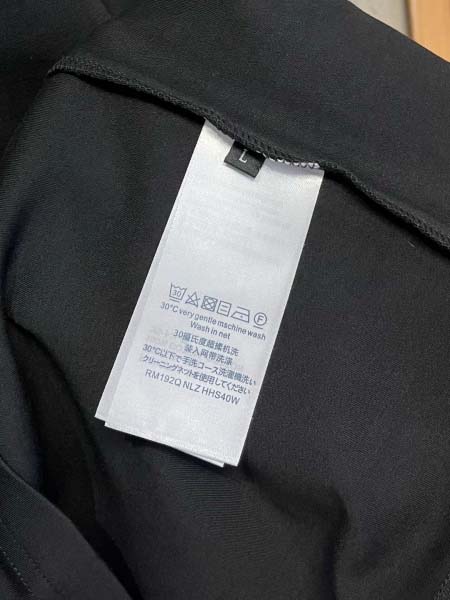 L
30
F
30°C very gentle machine wash
Wash in net
30摄氏度超柔机洗
装入网带洗涤
30℃以下で手洗コース洗濯機洗い
クリーニングネットを使用してください
RM192Q NLZ HHS40W